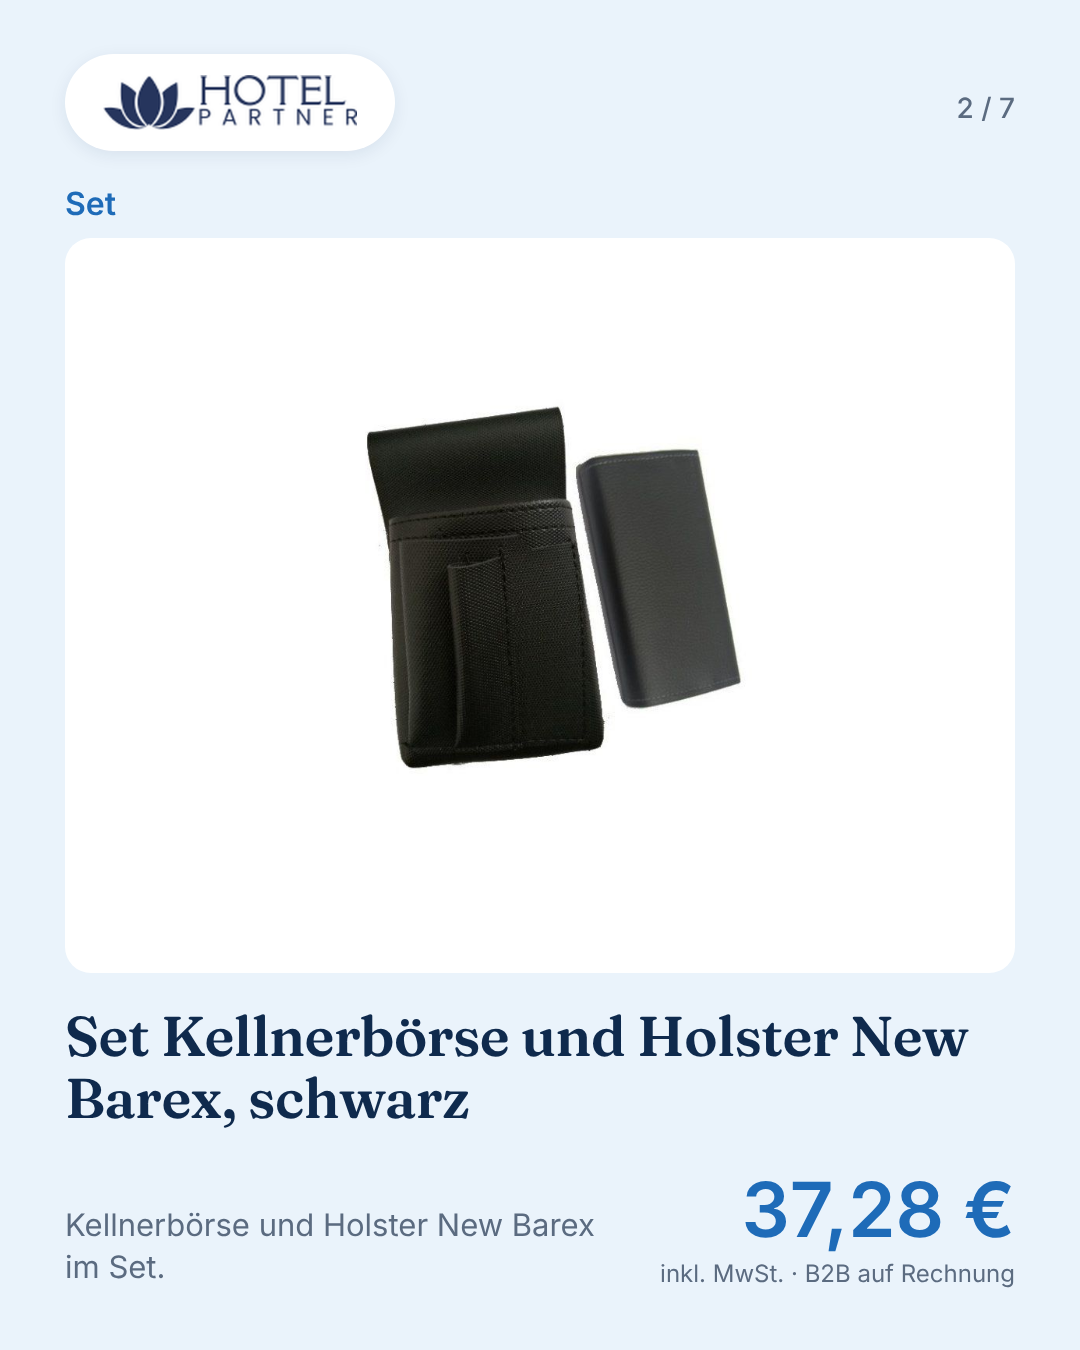 HOTEL
PARTNER
2 / 7
Set
Set Kellnerbörse und Holster New
Barex, schwarz
Kellnerbörse und Holster New Barex
im Set.
37,28 €
inkl. MwSt. · B2B auf Rechnung